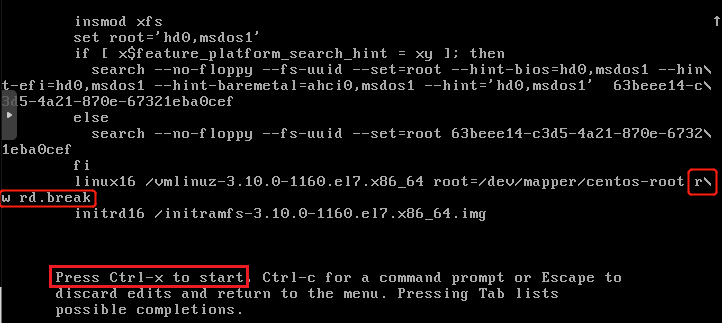 insmod xfs
set root='hd0,msdos1'
if [ x$feature_platform_search_hint = xy ]; then
search --no-floppy --fs-uuid --set=root --hint-bios=hd0,msdos1 --hin\
t-efi=hd0,msdos1 --hint-baremetal=ahci0,msdos1 --hint='hd0,msdos1'  63beee14-c\
3d5-4a21-870e-67321eba0cef
else
search --no-floppy --fs-uuid --set=root 63beee14-c3d5-4a21-870e-6732\
1eba0cef
fi
linux16 /vmlinuz-3.10.0-1160.el7.x86_64 root=/dev/mapper/centos-root r\
w rd.break
initrd16 /initramfs-3.10.0-1160.el7.x86_64.img
Press Ctrl-x to start, Ctrl-c for a command prompt or Escape to
discard edits and return to the menu. Pressing Tab lists
possible completions.